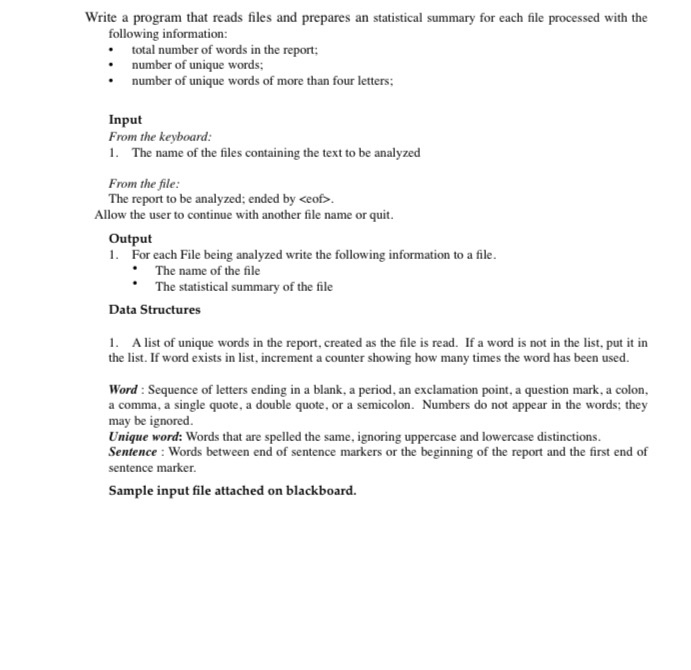 Write a program that reads files and prepares an statistical summary for each file processed with the
following information:
• total number of words in the report;
• number of unique words;
• number of unique words of more than four letters;
Input
From the keyboard:
1. The name of the files containing the text to be analyzed
From the file:
The report to be analyzed; ended by <eof>.
Allow the user to continue with another file name or quit.
Output
1. For each File being analyzed write the following information to a file.
• The name of the file
• The statistical summary of the file
Data Structures
1. A list of unique words in the report, created as the file is read. If a word is not in the list, put it in
the list. If word exists in list, increment a counter showing how many times the word has been used.
Word : Sequence of letters ending in a blank, a period, an exclamation point, a question mark, a colon,
a comma, a single quote, a double quote, or a semicolon. Numbers do not appear in the words; they
may be ignored.
Unique word: Words that are spelled the same, ignoring uppercase and lowercase distinctions.
Sentence : Words between end of sentence markers or the beginning of the report and the first end of
sentence marker.
Sample input file attached on blackboard.